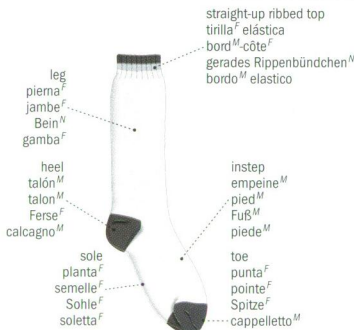 straight-up ribbed top
tirilla^F elástica
bord^M-côte^F
gerades Rippenbündchen^N
bordo^M elastico
leg
pierna^F
jambe^F
Bein^N
gamba^F
heel
talón^M
talon^M
Ferse^F
calcagno^M
instep
empeine^M
pied^M
Fuß^M
piede^M
sole
planta^F
semelle^F
Sohle^F
soletta^F
toe
punta^F
pointe^F
Spitze^F
cappelletto^M